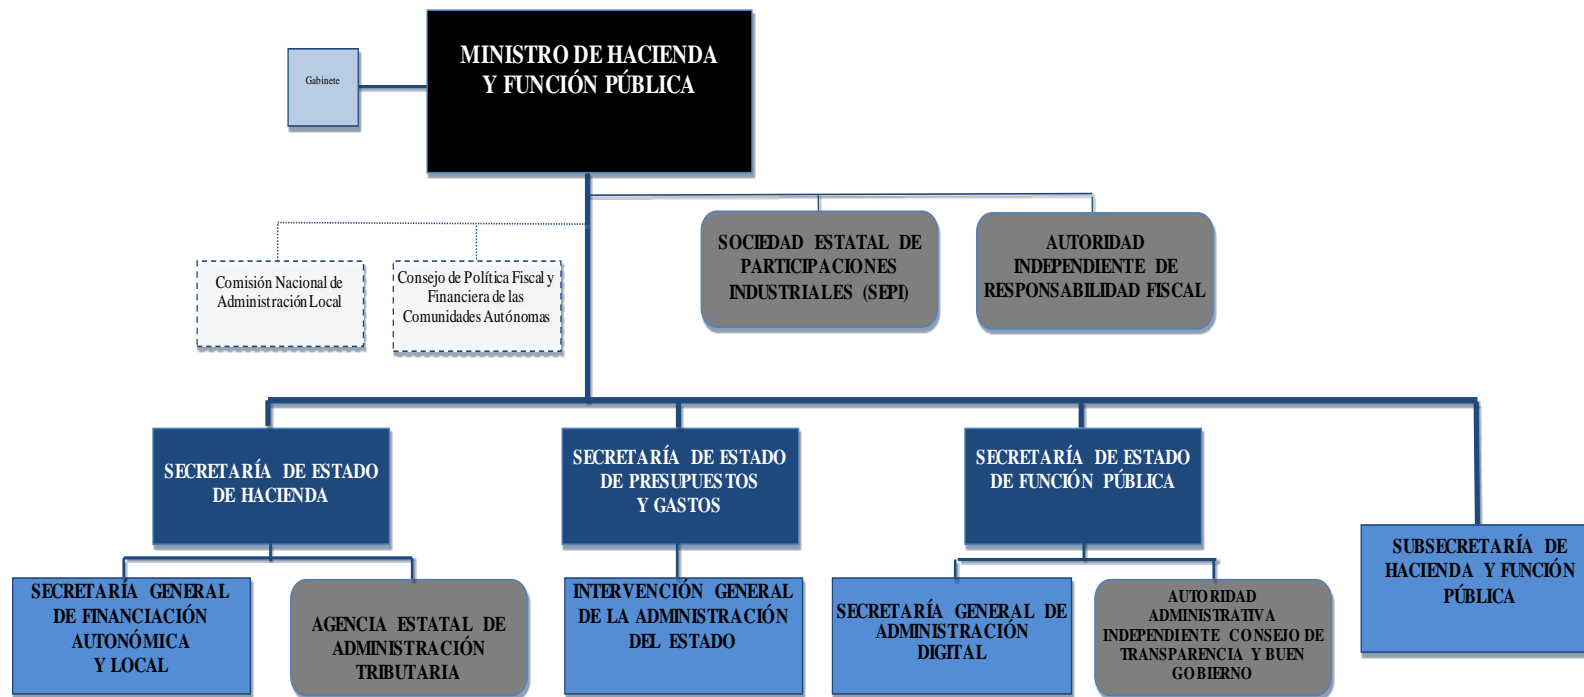 MINISTRO DE HACIENDA
Y FUNCIÓN PÚBLICA
Gabinete
SOCIEDAD ESTATAL DE
PARTICIPACIONES
INDUSTRIALES (SEPI)
AUTORIDAD
INDEPENDIENTE DE
RESPONSABILIDAD FISCAL
Comisión Nacional de
Administración Local
Consejo de Política Fiscal y
Financiera de las
Comunidades Autónomas
SECRETARÍA DE ESTADO
DE HACIENDA
SECRETARÍA DE ESTADO
DE PRESUPUESTOS
Y GASTOS
SECRETARÍA DE ESTADO
DE FUNCIÓN PÚBLICA
SUBSECRETARÍA DE
HACIENDA Y FUNCIÓN
PÚBLICA
SECRETARÍA GENERAL
DE FINANCIACIÓN
AUTONÓMICA
Y LOCAL
AGENCIA ESTATAL DE
ADMINISTRACIÓN
TRIBUTARIA
INTERVENCIÓN GENERAL
DE LA ADMINISTRACIÓN
DEL ESTADO
SECRETARÍA GENERAL DE
ADMINISTRACIÓN
DIGITAL
AUTORIDAD
ADMINISTRATIVA
INDEPENDIENTE CONSEJO DE
TRANSPARENCIA Y BUEN
GOBIERNO